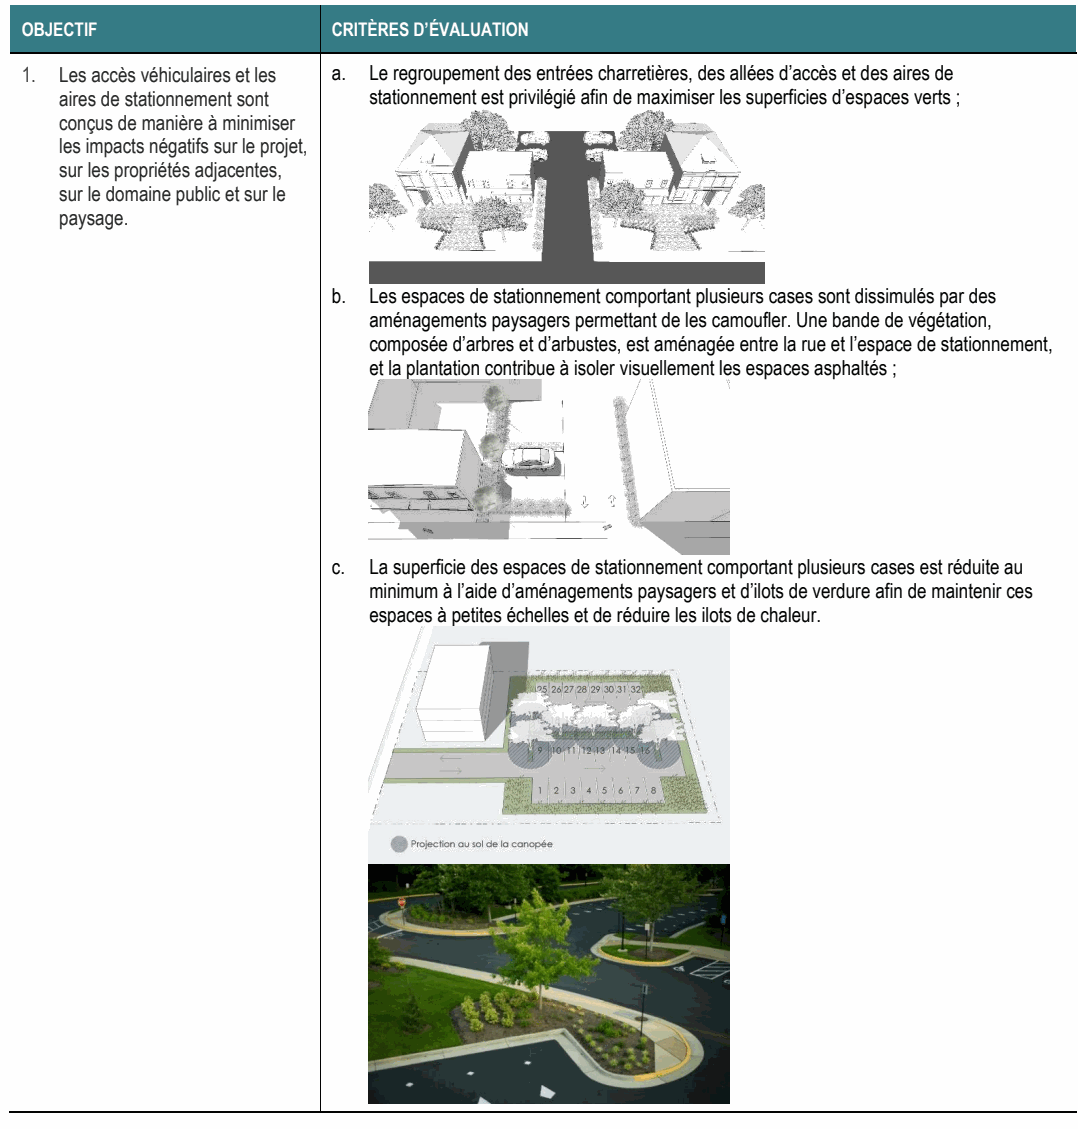 OBJECTIF
CRITÈRES D'ÉVALUATION
1. Les accès véhiculaires et les
aires de stationnement sont
conçus de manière à minimiser
les impacts négatifs sur le projet,
sur les propriétés adjacentes,
sur le domaine public et sur le
paysage.
a. Le regroupement des entrées charretières, des allées d'accès et des aires de
stationnement est privilégié afin de maximiser les superficies d'espaces verts ;
b. Les espaces de stationnement comportant plusieurs cases sont dissimulés par des
aménagements paysagers permettant de les camoufler. Une bande de végétation,
composée d'arbres et d'arbustes, est aménagée entre la rue et l'espace de stationnement,
et la plantation contribue à isoler visuellement les espaces asphaltés ;
c. La superficie des espaces de stationnement comportant plusieurs cases est réduite au
minimum à l'aide d'aménagements paysagers et d'ilots de verdure afin de maintenir ces
espaces à petites échelles et de réduire les ilots de chaleur.
25 26 27 28 29 30 31 32
9 10 11 12 13 14 15 16
1 2 3 4 5 6 7 8
Projection au sol de la canopée